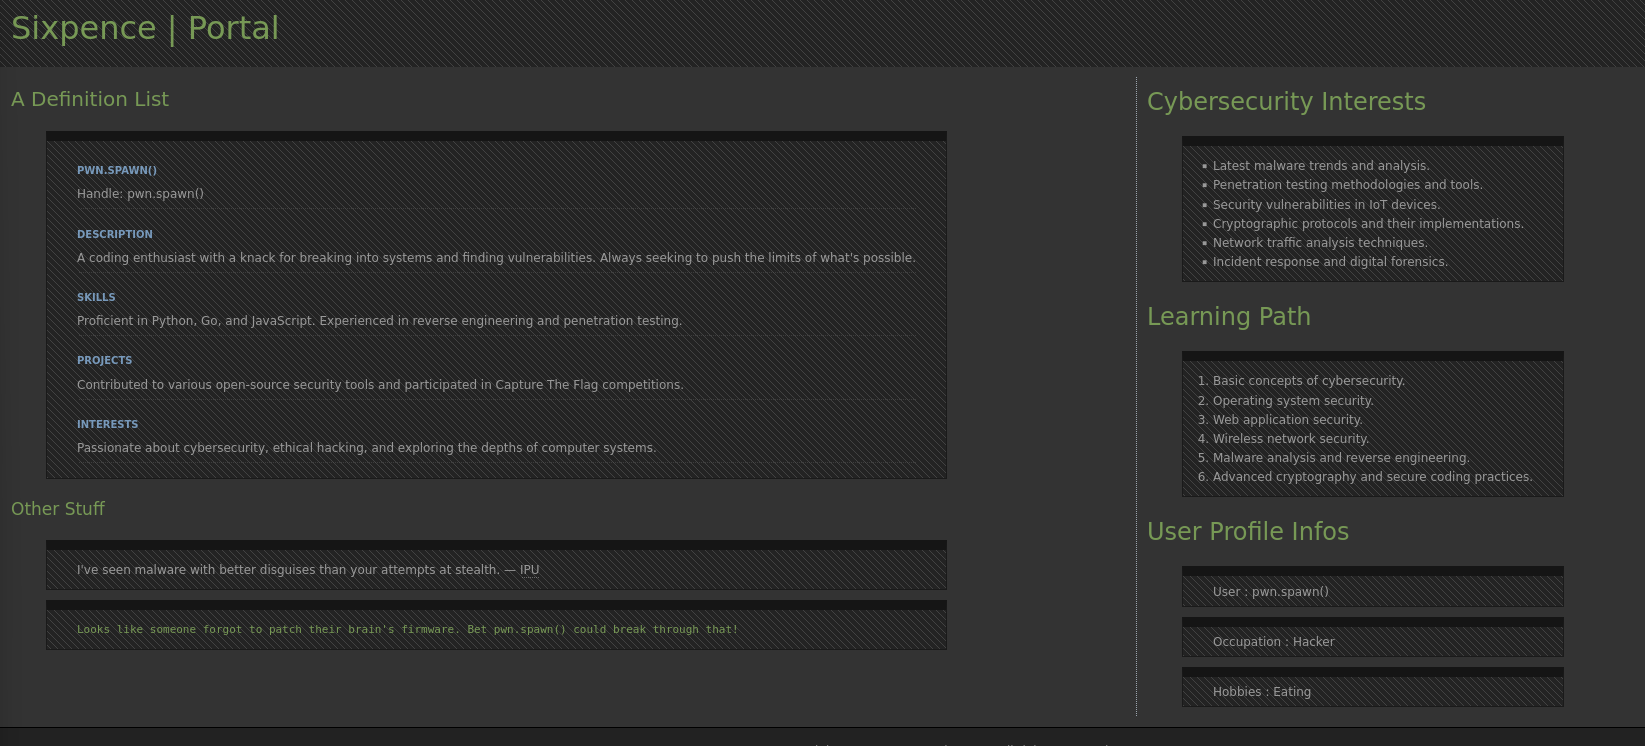 Sixpence | Portal
A Definition List
PWN.SPAWN()
Handle: pwn.spawn()
DESCRIPTION
A coding enthusiast with a knack for breaking into systems and finding vulnerabilities. Always seeking to push the limits of what's possible.
SKILLS
Proficient in Python, Go, and JavaScript. Experienced in reverse engineering and penetration testing.
PROJECTS
Contributed to various open-source security tools and participated in Capture The Flag competitions.
INTERESTS
Passionate about cybersecurity, ethical hacking, and exploring the depths of computer systems.
Other Stuff
I've seen malware with better disguises than your attempts at stealth. — IPU
Looks like someone forgot to patch their brain's firmware. Bet pwn.spawn() could break through that!
Cybersecurity Interests
▪ Latest malware trends and analysis.
▪ Penetration testing methodologies and tools.
▪ Security vulnerabilities in IoT devices.
▪ Cryptographic protocols and their implementations.
▪ Network traffic analysis techniques.
▪ Incident response and digital forensics.
Learning Path
1. Basic concepts of cybersecurity.
2. Operating system security.
3. Web application security.
4. Wireless network security.
5. Malware analysis and reverse engineering.
6. Advanced cryptography and secure coding practices.
User Profile Infos
User : pwn.spawn()
Occupation : Hacker
Hobbies : Eating